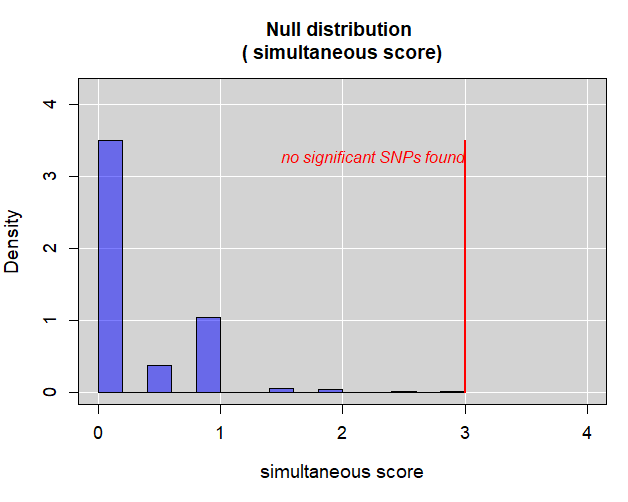 Null distribution
( simultaneous score)
no significant SNPs found
Density
4
3
2
1
0
0 1 2 3 4
simultaneous score